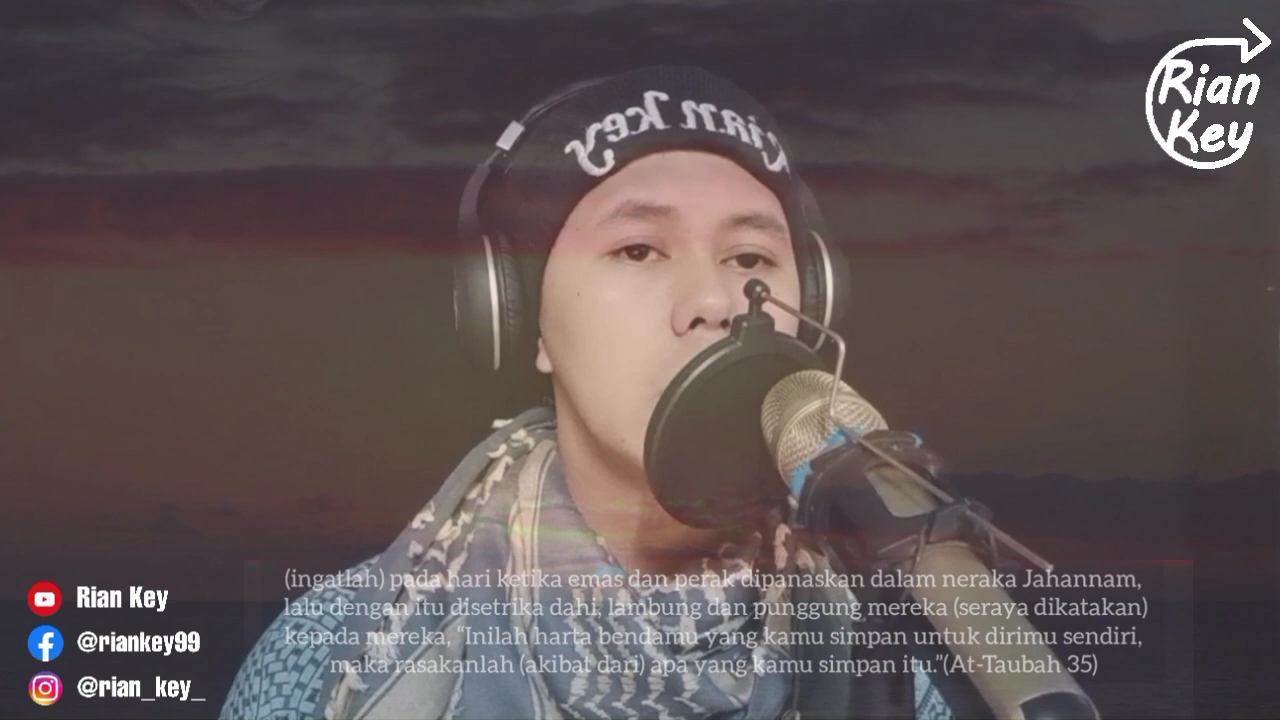 Rian
Key
Rian key
(ingatlah) pada hari ketika emas dan perak dipanaskan dalam neraka Jahannam,
lalu dengan itu disetrika dahi, lambung dan punggung mereka (seraya dikatakan)
kepada mereka, “Inilah harta bendamu yang kamu simpan untuk dirimu sendiri,
maka rasakanlah (akibat dari) apa yang kamu simpan itu.”(At-Taubah 35)
Rian Key
@riankey99
@rian_key_